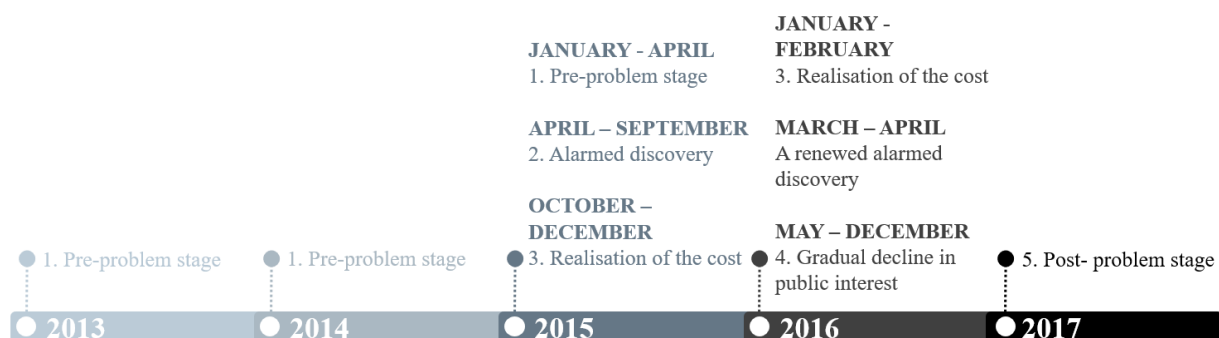 1. Pre-problem stage
2013
1. Pre-problem stage
2014
JANUARY - APRIL
1. Pre-problem stage
APRIL – SEPTEMBER
2. Alarmed discovery
OCTOBER –
DECEMBER
3. Realisation of the cost
2015
JANUARY -
FEBRUARY
3. Realisation of the cost
MARCH – APRIL
A renewed alarmed
discovery
MAY – DECEMBER
4. Gradual decline in
public interest
2016
5. Post- problem stage
2017